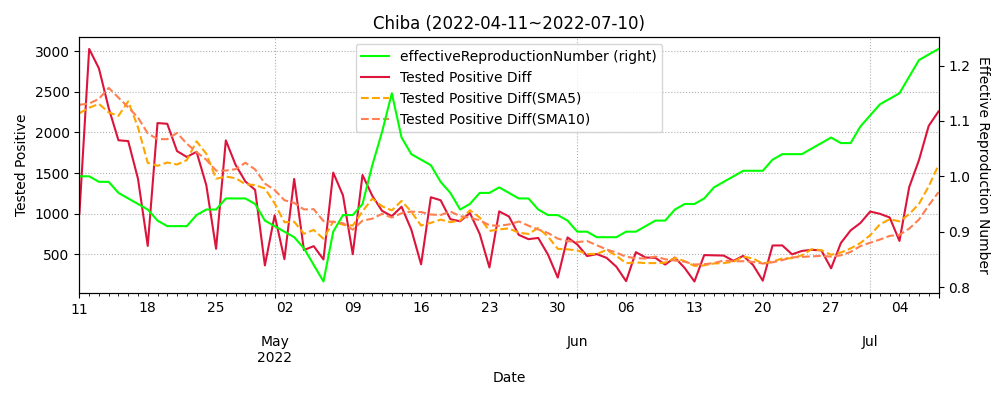 Chiba (2022-04-11~2022-07-10)
effectiveReproductionNumber (right)
Tested Positive Diff
Tested Positive Diff(SMA5)
Tested Positive Diff(SMA10)
Tested Positive
3000
2500
2000
1500
1000
500
1.2
1.1
1.0
0.9
0.8
Effective Reproduction Number
11 18 25 02 09 16 23 30 06 13 20 27 04
May Jun Jul
2022
Date